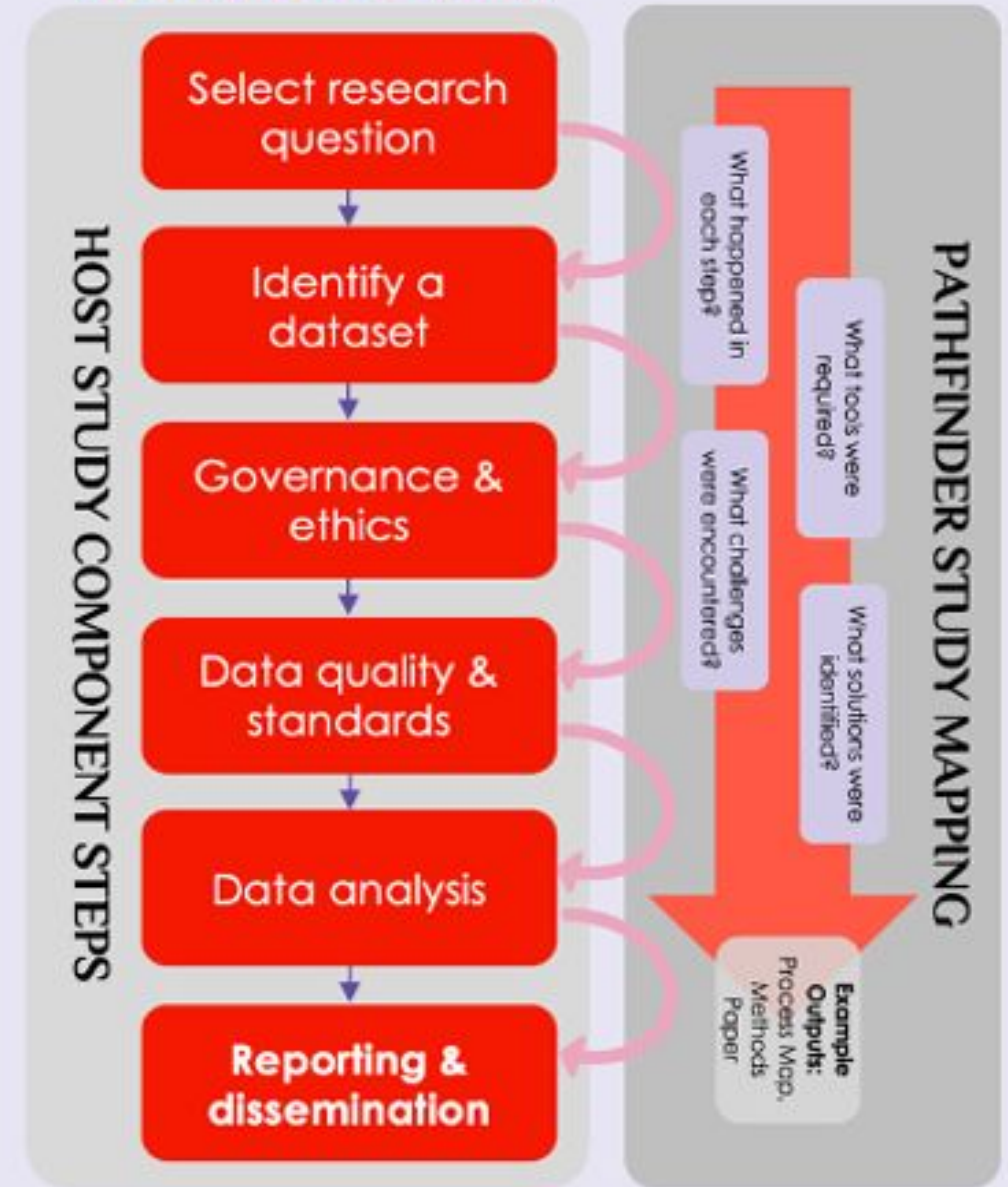 HOST STUDY COMPONENT STEPS
Select research
question
Identify a
dataset
Governance &
ethics
Data quality &
standards
Data analysis
Reporting &
dissemination
PATHFINDER STUDY MAPPING
What happened in
each step?
What tools were
required?
What challenges
were encountered?
What solutions were
identified?
Example
Outputs:
Process Map,
Methods
Paper